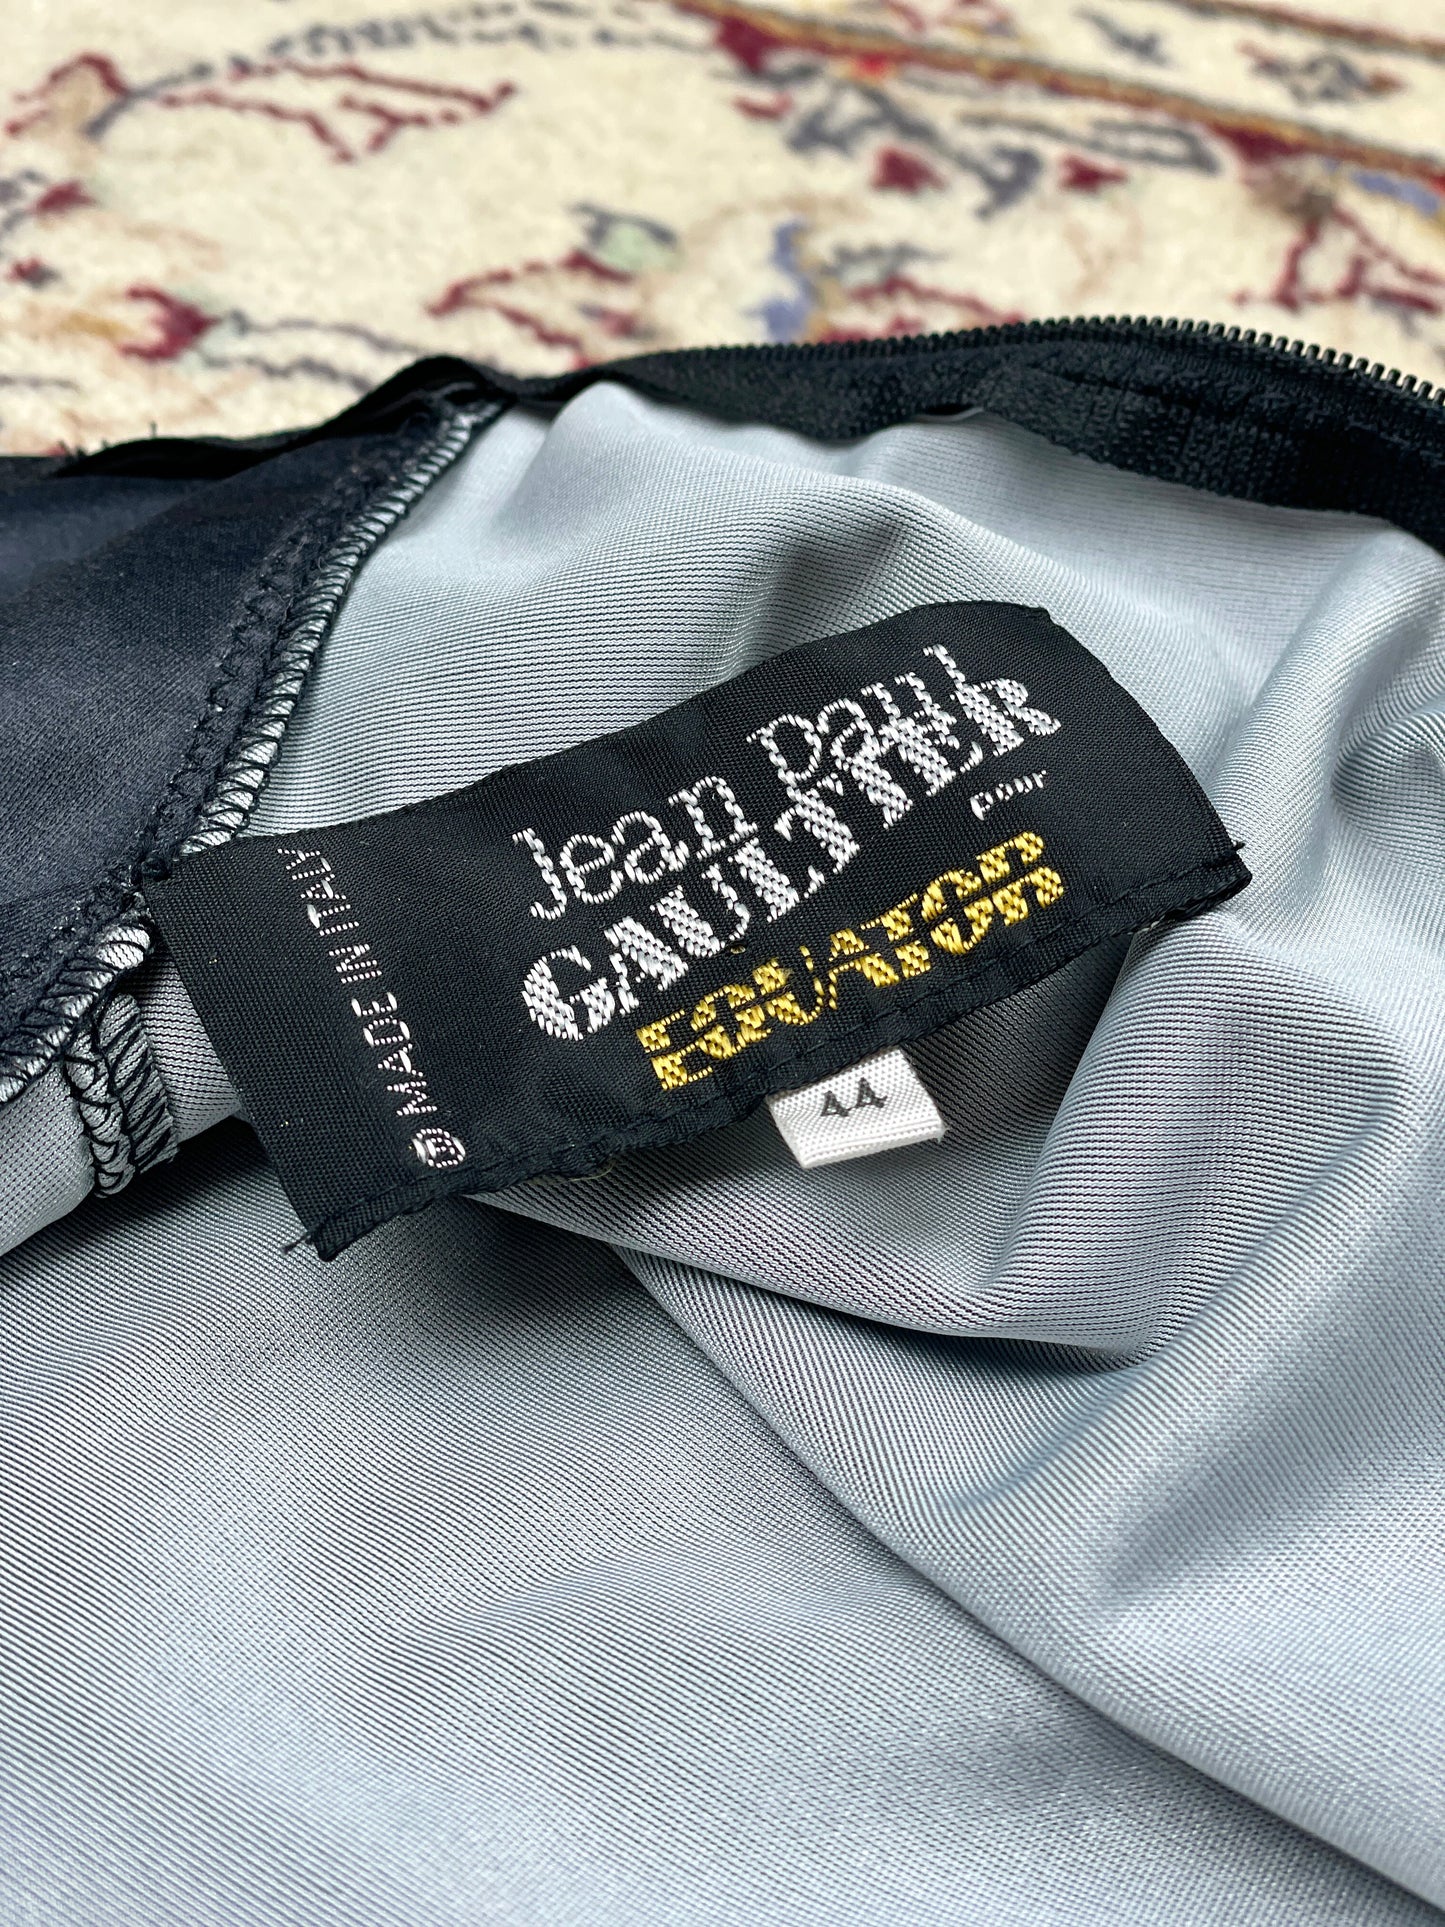 Jean Paul
GAULTIER
pour
EQUATOR
MADE IN ITALY
44